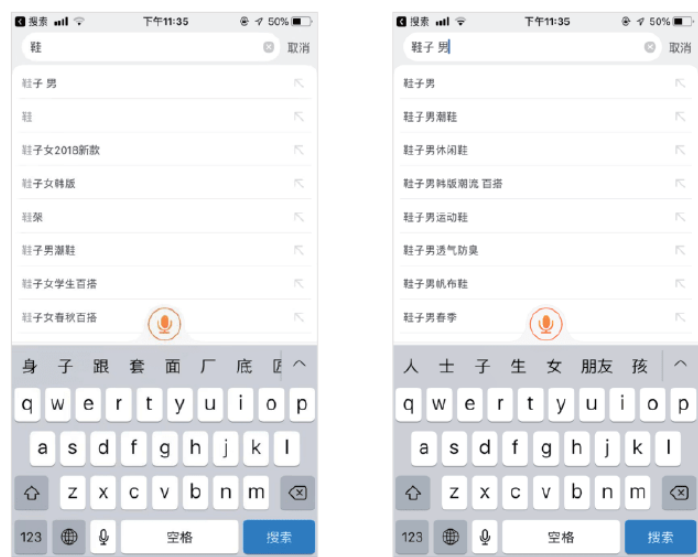 搜索 下午11:35 50%
鞋 取消
鞋子 男
鞋
鞋子女2018新款
鞋子女韩版
鞋架
鞋子男潮鞋
鞋子女学生百搭
鞋子女春秋百搭
身 子 跟 套 面 厂 底 匠
q w e r t y u i o p
a s d f g h j k l
z x c v b n m
123 空格 搜索
搜索 下午11:35 50%
鞋子 男 取消
鞋子男
鞋子男潮鞋
鞋子男休闲鞋
鞋子男韩版潮流 百搭
鞋子男运动鞋
鞋子男透气防臭
鞋子男帆布鞋
鞋子男春季
人 士 子 生 女 朋友 孩
q w e r t y u i o p
a s d f g h j k l
z x c v b n m
123 空格 搜索